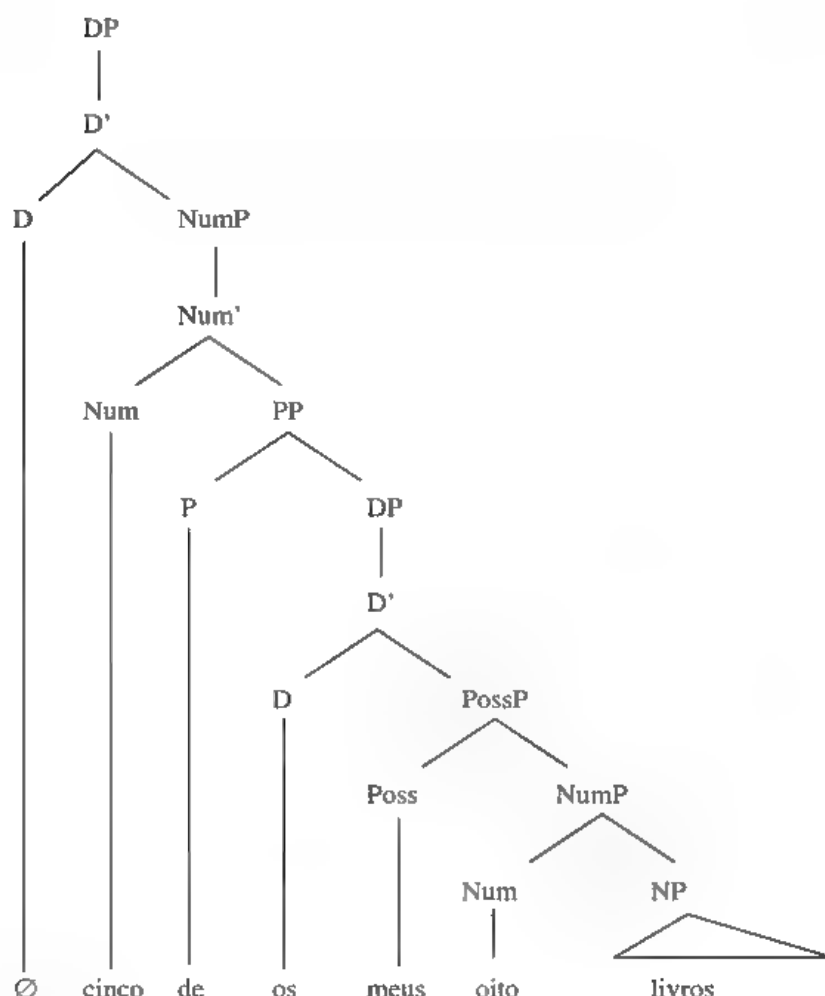 DP
D'
D NumP
Num'
Num PP
P DP
D'
D PossP
Poss NumP
Num NP
∅ cinco de os meus oito livros